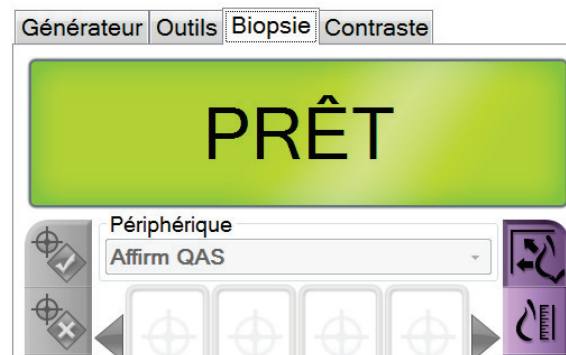 Générateur Outils Biopsie Contraste
PRÊT
Périphérique
Affirm QAS